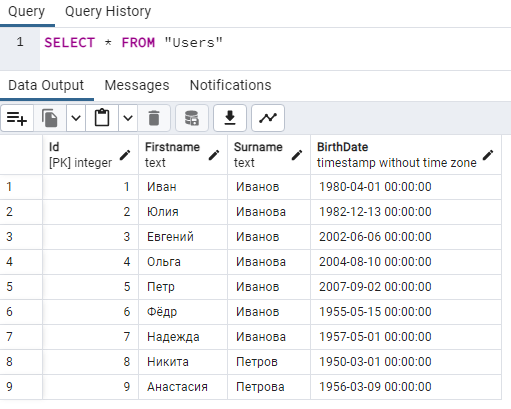 Query Query History
1 SELECT * FROM "Users"
Data Output Messages Notifications
Id Firstname Surname BirthDate
[PK] integer text text timestamp without time zone
1 1 Иван Иванов 1980-04-01 00:00:00
2 2 Юлия Иванова 1982-12-13 00:00:00
3 3 Евгений Иванов 2002-06-06 00:00:00
4 4 Ольга Иванова 2004-08-10 00:00:00
5 5 Петр Иванов 2007-09-02 00:00:00
6 6 Фёдр Иванов 1955-05-15 00:00:00
7 7 Надежда Иванова 1957-05-01 00:00:00
8 8 Никита Петров 1950-03-01 00:00:00
9 9 Анастасия Петрова 1956-03-09 00:00:00